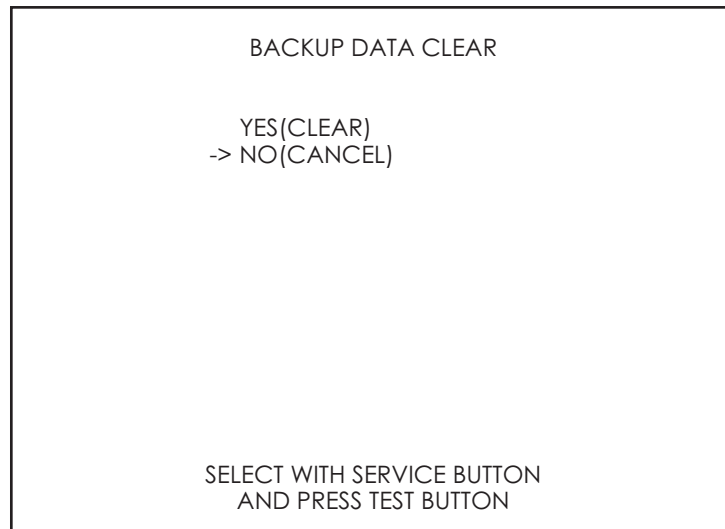 BACKUP DATA CLEAR
YES(CLEAR)
-> NO(CANCEL)
SELECT WITH SERVICE BUTTON
AND PRESS TEST BUTTON